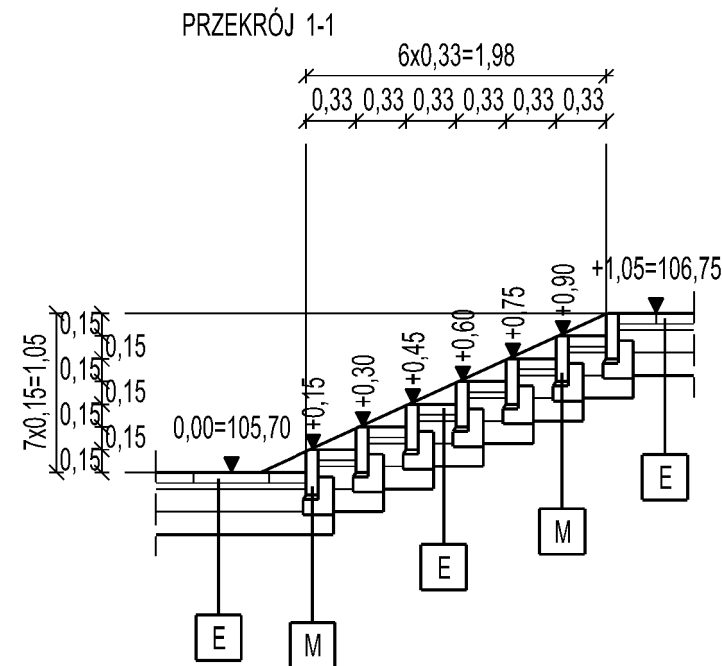 PRZEKRÓJ 1-1
6x0,33=1,98
0,33 0,33 0,33 0,33 0,33 0,33
+1,05=106,75
+0,90
+0,75
+0,60
+0,45
+0,30
+0,15
0,00=105,70
7x0,15=1,05
0,15
0,15
0,15
0,15
0,15
0,15
0,15
E
M
E
M
E